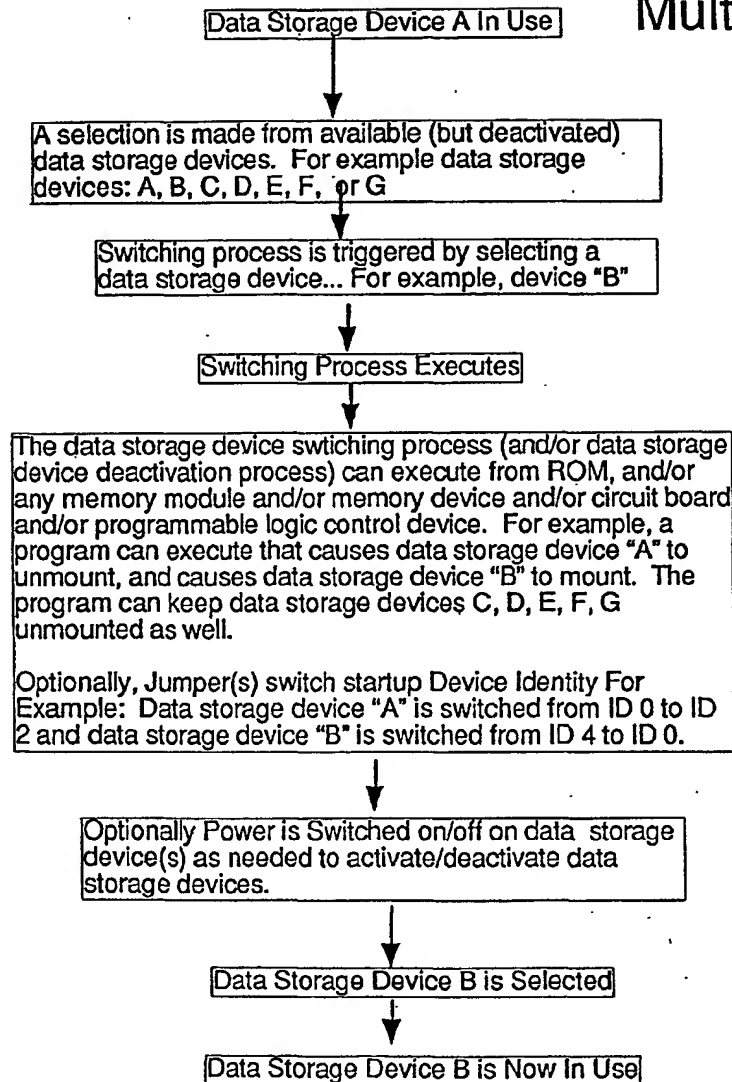 Data Storage Device A In Use
Mult
A selection is made from available (but deactivated)
data storage devices. For example data storage
devices: A, B, C, D, E, F, or G
Switching process is triggered by selecting a
data storage device... For example, device "B"
Switching Process Executes
The data storage device swtiching process (and/or data storage
device deactivation process) can execute from ROM, and/or
any memory module and/or memory device and/or circuit board
and/or programmable logic control device. For example, a
program can execute that causes data storage device "A" to
unmount, and causes data storage device "B" to mount. The
program can keep data storage devices C, D, E, F, G
unmounted as well.
Optionally, Jumper(s) switch startup Device Identity For
Example: Data storage device "A" is switched from ID 0 to ID
2 and data storage device "B" is switched from ID 4 to ID 0.
Optionally Power is Switched on/off on data storage
device(s) as needed to activate/deactivate data
storage devices.
Data Storage Device B is Selected
Data Storage Device B is Now In Use